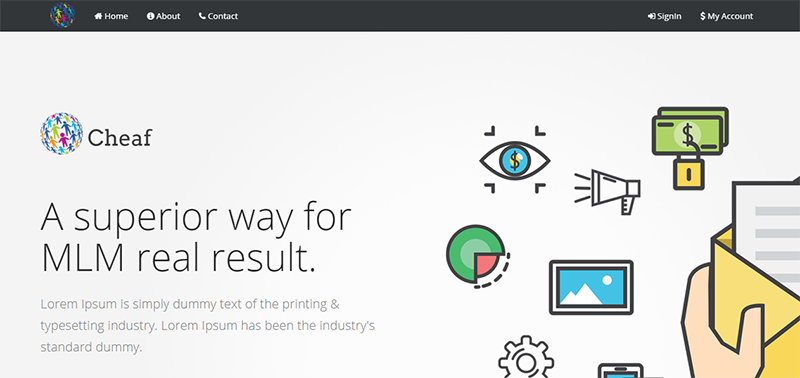 Home About Contact SignIn My Account
Cheaf
A superior way for
MLM real result.
Lorem Ipsum is simply dummy text of the printing &
typesetting industry. Lorem Ipsum has been the industry's
standard dummy.
$
$